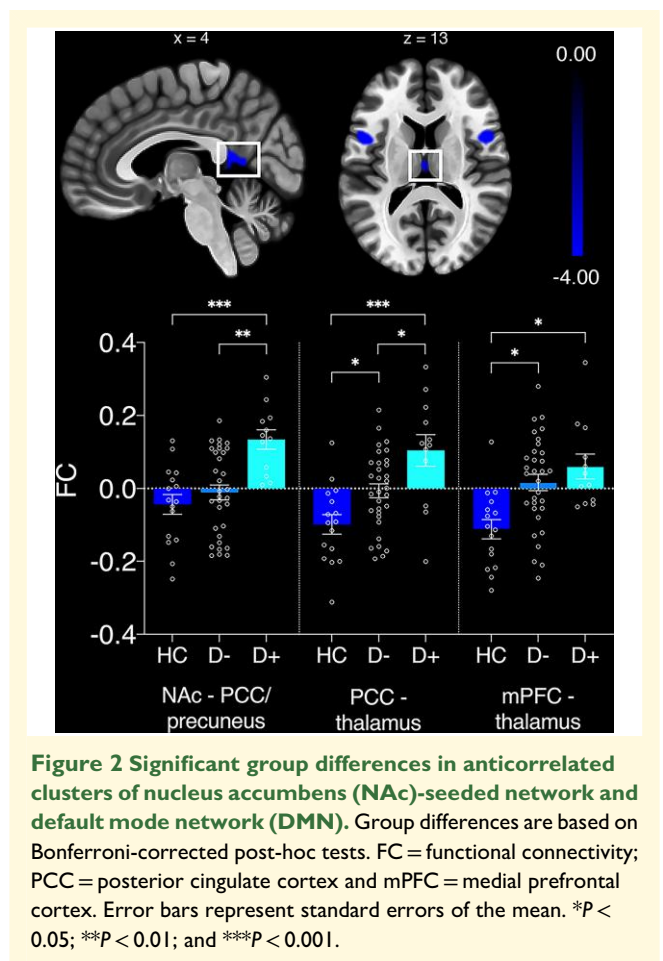 x = 4 z = 13
0.00
-4.00
*** *** *
** * * *
0.4
0.2
0.0
-0.2
-0.4
FC
HC D- D+ HC D- D+ HC D- D+
NAc - PCC/ PCC - mPFC -
precuneus thalamus thalamus
Figure 2 Significant group differences in anticorrelated
clusters of nucleus accumbens (NAc)-seeded network and
default mode network (DMN). Group differences are based on
Bonferroni-corrected post-hoc tests. FC = functional connectivity;
PCC = posterior cingulate cortex and mPFC = medial prefrontal
cortex. Error bars represent standard errors of the mean. *P <
0.05; **P < 0.01; and ***P < 0.001.